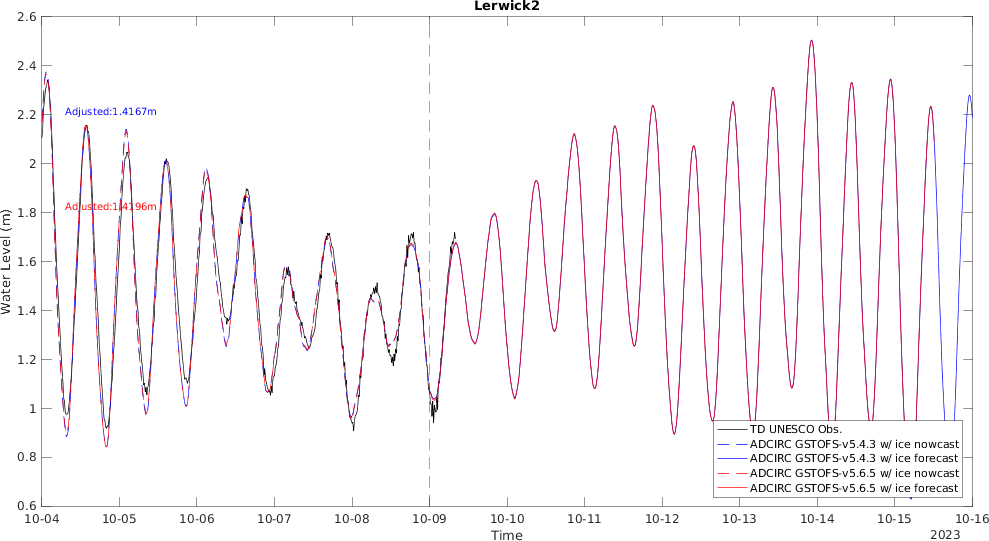 Lerwick2
Water Level (m)
2.6
2.4
2.2
2
1.8
1.6
1.4
1.2
1
0.8
0.6
Adjusted:1.4167m
Adjusted:1.4196m
TD UNESCO Obs.
ADCIRC GSTOFS-v5.4.3 w/ ice nowcast
ADCIRC GSTOFS-v5.4.3 w/ ice forecast
ADCIRC GSTOFS-v5.6.5 w/ ice nowcast
ADCIRC GSTOFS-v5.6.5 w/ ice forecast
10-04 10-05 10-06 10-07 10-08 10-09 10-10 10-11 10-12 10-13 10-14 10-15 10-16
Time
2023